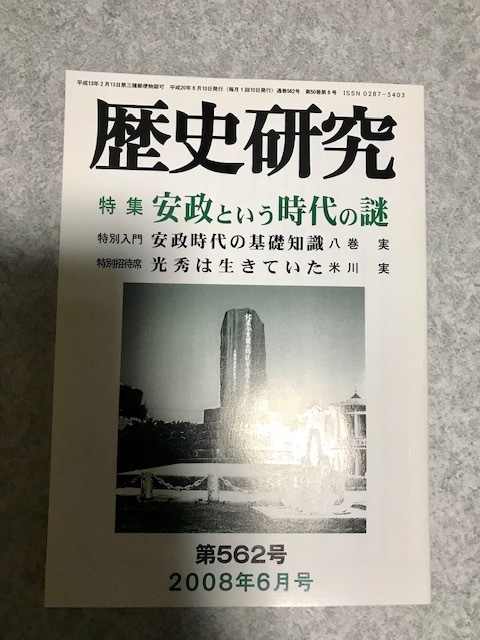 平成13年2月13日第三種郵便物認可 平成20年6月10日発行(毎月1回10日発行)通巻562号 第50巻第6号 ISSN 0287-5403
歴史研究
特集 安政という時代の謎
特別入門 安政時代の基礎知識 八巻 実
特別招待席 光秀は生きていた 米川 実
第562号
2008年6月号